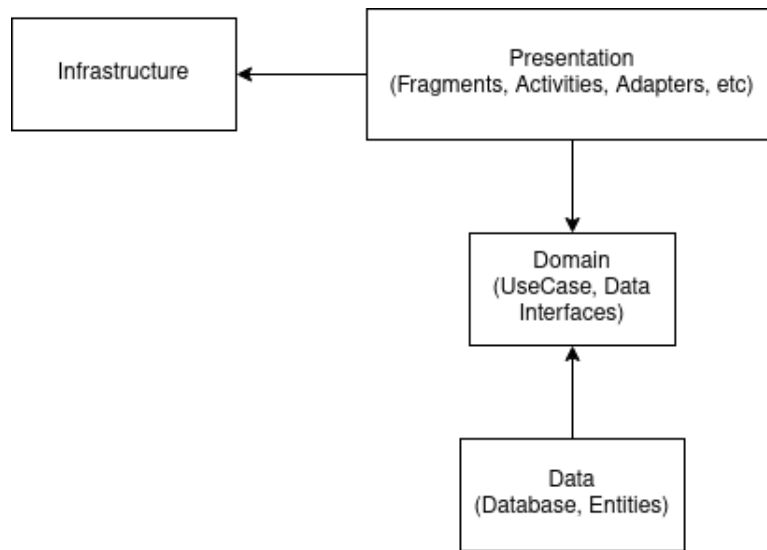 Infrastructure
Presentation
(Fragments, Activities, Adapters, etc)
Domain
(UseCase, Data
Interfaces)
Data
(Database, Entities)